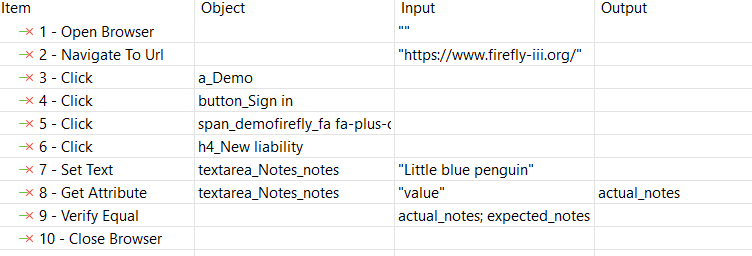 Item Object Input Output
1 - Open Browser ""
2 - Navigate To Url "https://www.firefly-iii.org/"
3 - Click a_Demo
4 - Click button_Sign in
5 - Click span_demofirefly_fa fa-plus-c
6 - Click h4_New liability
7 - Set Text textarea_Notes_notes "Little blue penguin"
8 - Get Attribute textarea_Notes_notes "value" actual_notes
9 - Verify Equal actual_notes; expected_notes
10 - Close Browser